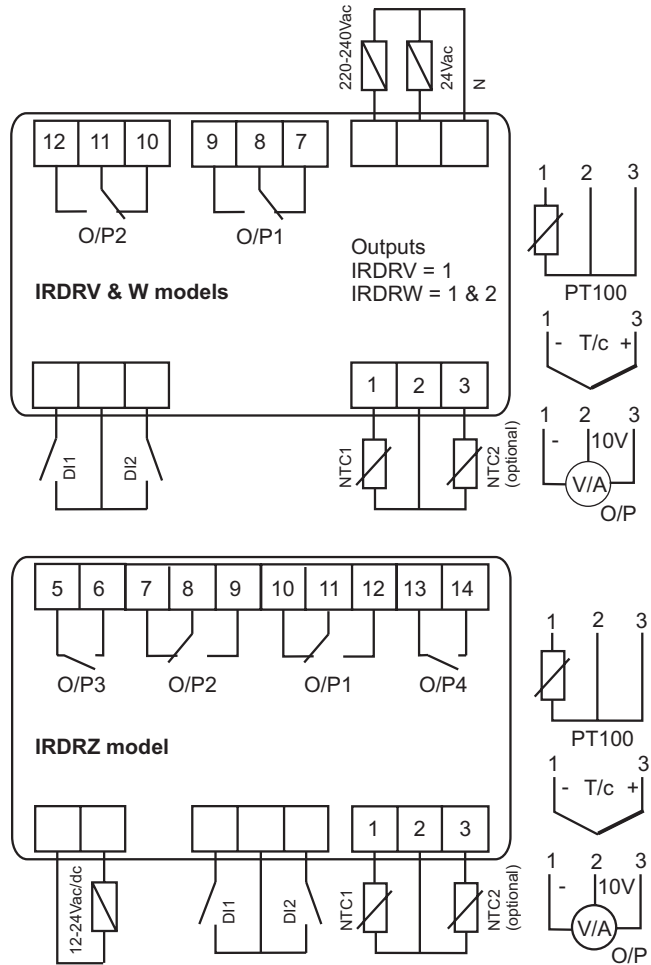 220-240Vac
24Vac
N
12 11 10 9 8 7
O/P2 O/P1
Outputs
IRDRV = 1
IRDRW = 1 & 2
IRDRV & W models
1 2 3
DI1
DI2
NTC1
NTC2
(optional)
1 2 3
PT100
1 3
- T/c +
1 2 3
- 10V
V/A
O/P
5 6 7 8 9 10 11 12 13 14
O/P3 O/P2 O/P1 O/P4
IRDRZ model
1 2 3
12-24Vac/dc
DI1
DI2
NTC1
NTC2
(optional)
1 2 3
PT100
1 3
- T/c +
1 2 3
- 10V
V/A
O/P